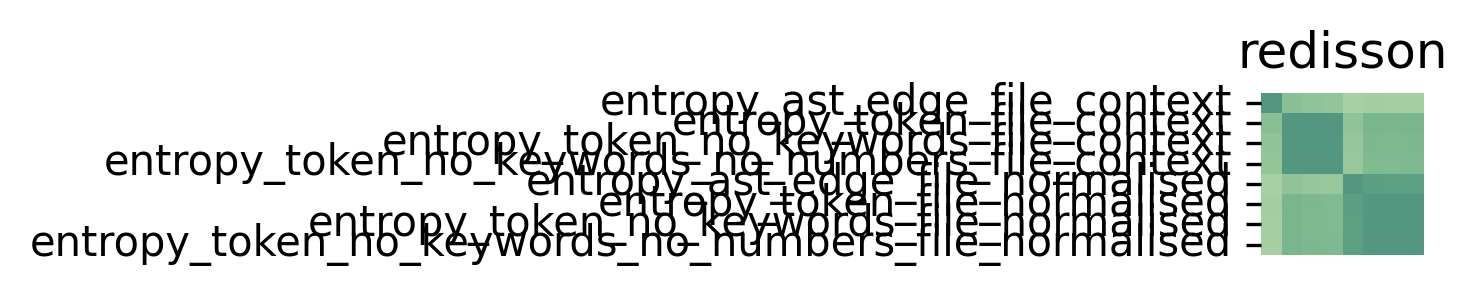 redisson
entropy_ast_edge_file_context
entropy_token_file_context
entropy_token_no_keywords_file_context
entropy_token_no_keywords_no_numbers_file_context
entropy_ast_edge_file_normalised
entropy_token_file_normalised
entropy_token_no_keywords_file_normalised
entropy_token_no_keywords_no_numbers_file_normalised